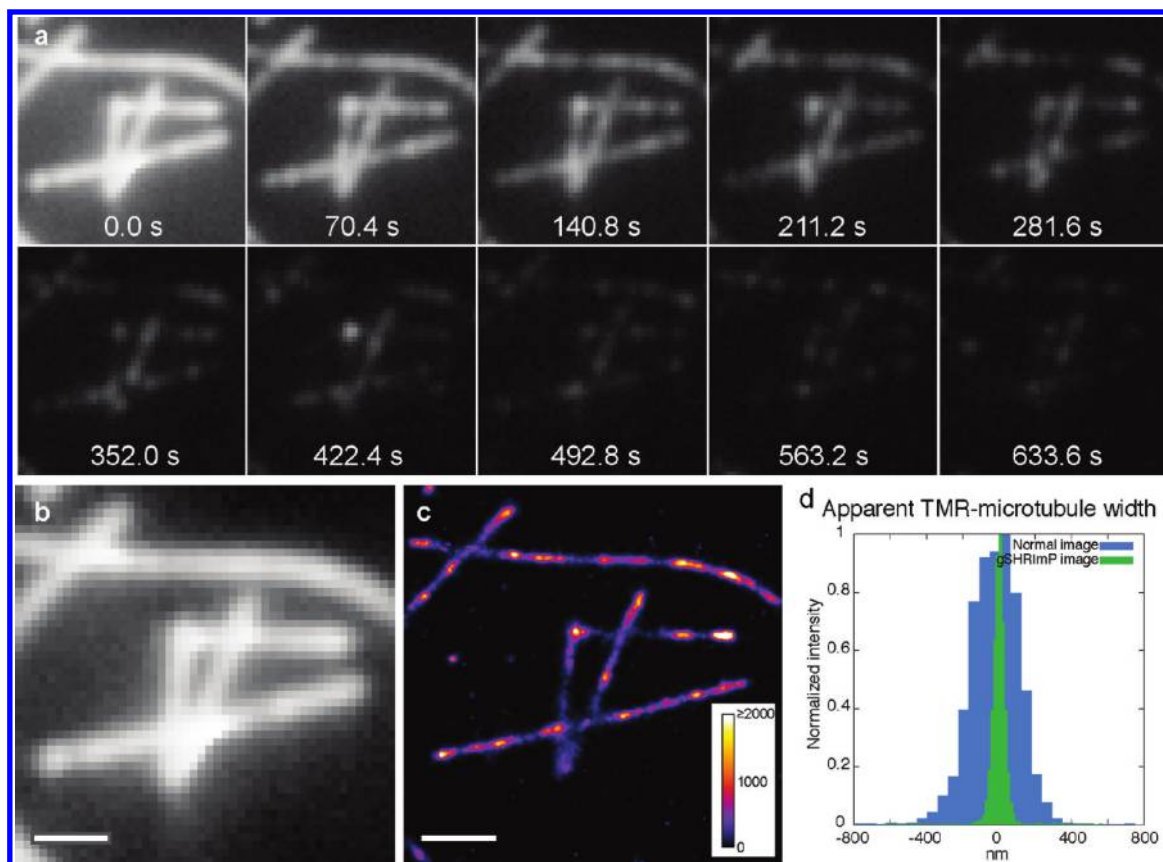 a
0.0 s
70.4 s
140.8 s
211.2 s
281.6 s
352.0 s
422.4 s
492.8 s
563.2 s
633.6 s
b
c
≥2000
1000
0
d
Apparent TMR-microtubule width
Normal image
gSHRImP image
Normalized intensity
1
0.8
0.6
0.4
0.2
0
-800
-400
0
400
800
nm